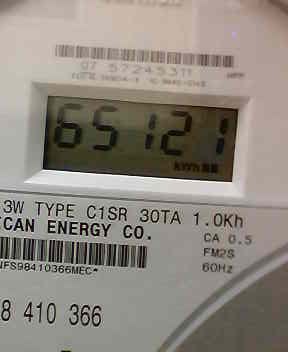 07 57245311
65121
kWh
3W TYPE C1SR 30TA 1.0Kh
CAN ENERGY CO.
CA 0.5
FM2S
NFS98410366MEC*
60Hz
8 410 366